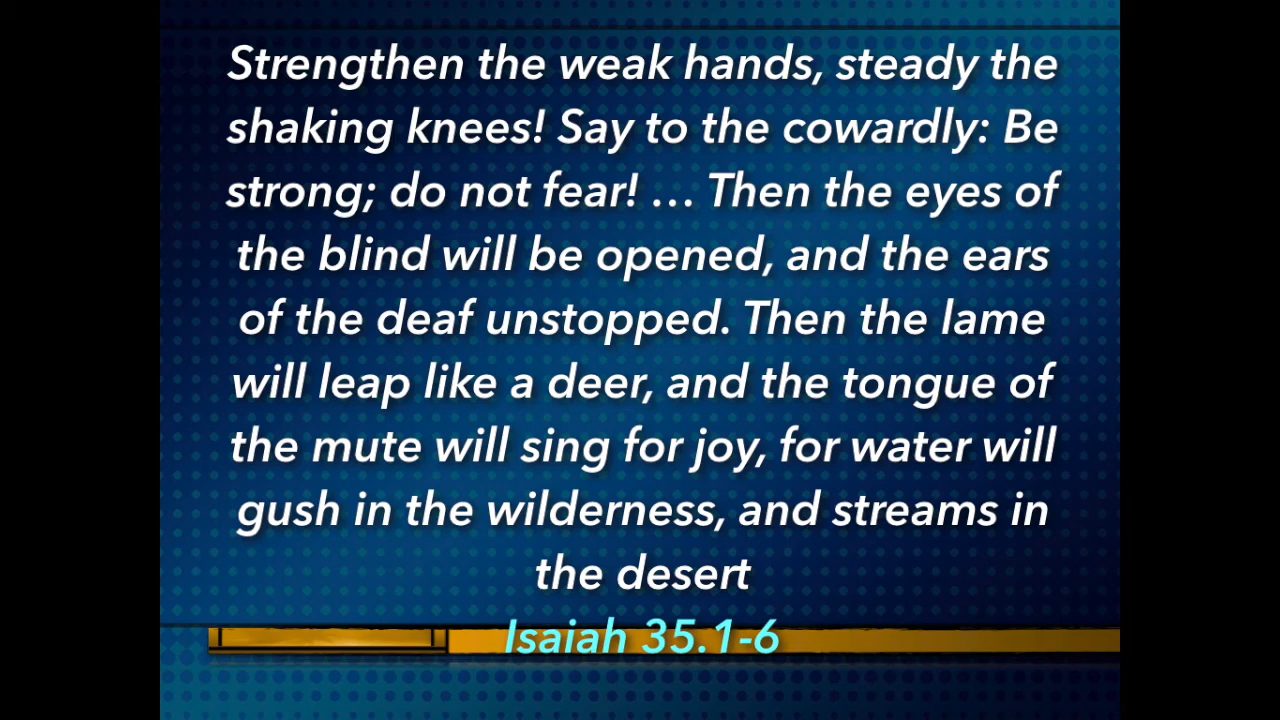 Strengthen the weak hands, steady the
shaking knees! Say to the cowardly: Be
strong; do not fear! … Then the eyes of
the blind will be opened, and the ears
of the deaf unstopped. Then the lame
will leap like a deer, and the tongue of
the mute will sing for joy, for water will
gush in the wilderness, and streams in
the desert
Isaiah 35.1-6